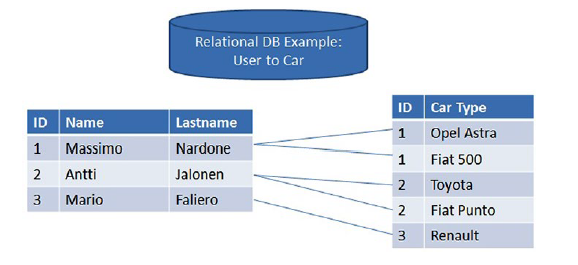 Relational DB Example:
User to Car
ID Name Lastname
1 Massimo Nardone
2 Antti Jalonen
3 Mario Faliero
ID Car Type
1 Opel Astra
1 Fiat 500
2 Toyota
2 Fiat Punto
3 Renault